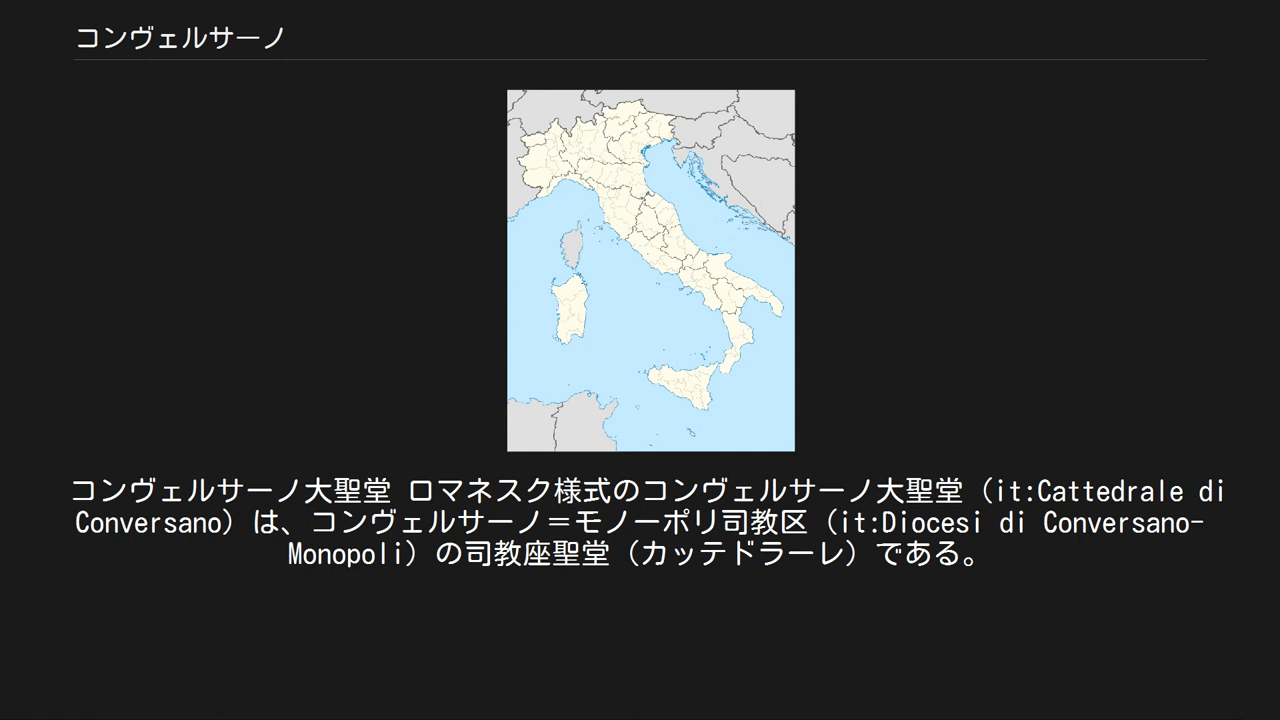 コンヴェルサーノ
コンヴェルサーノ大聖堂 ロマネスク様式のコンヴェルサーノ大聖堂（it:Cattedrale di
Conversano）は、コンヴェルサーノ＝モノーポリ司教区（it:Diocesi di Conversano-
Monopoli）の司教座聖堂（カッテドラーレ）である。